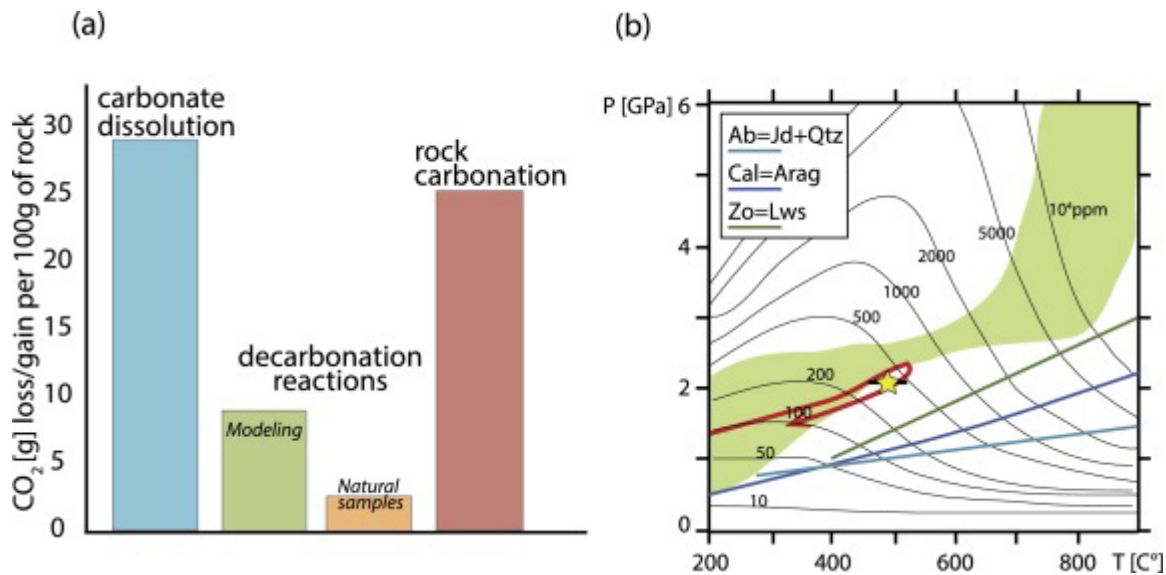 (a)
CO₂ [g] loss/gain per 100g of rock
30
25
20
15
10
5
0
carbonate
dissolution
decarbonation
reactions
Modeling
Natural
samples
rock
carbonation
(b)
P [GPa]
6
4
2
0
Ab=Jd+Qtz
Cal=Arag
Zo=Lws
10⁴ppm
5000
2000
1000
500
200
100
50
10
200
400
600
800
T [C°]